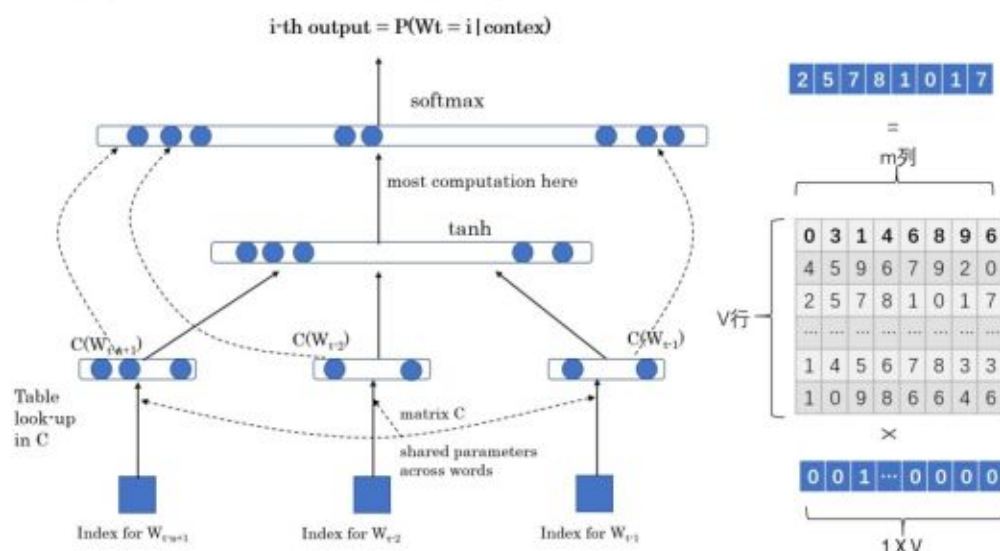 i-th output = P(Wt = i | contex)
softmax
most computation here
tanh
C(Wt-n+1)
C(Wt-2)
C(Wt-1)
Table
look-up
in C
matrix C
shared parameters
across words
Index for Wt-n+1
Index for Wt-2
Index for Wt-1
2 5 7 8 1 0 1 7
=
m列
V行
0 3 1 4 6 8 9 6
4 5 9 6 7 9 2 0
2 5 7 8 1 0 1 7
... ... ... ... ... ... ... ...
1 4 5 6 7 8 3 3
1 0 9 8 6 6 4 6
×
0 0 1 ... 0 0 0 0
1 X V